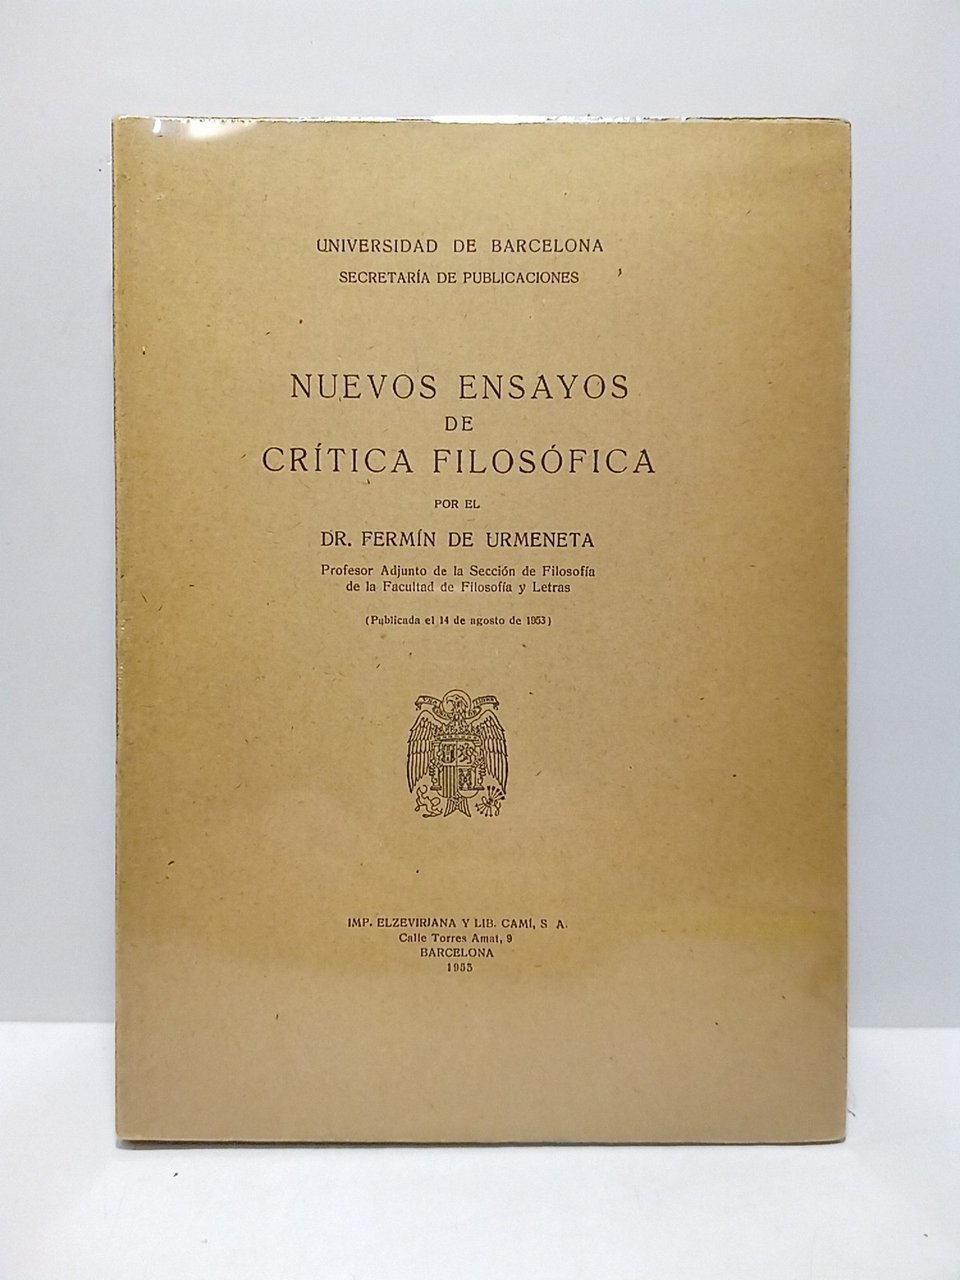 UNIVERSIDAD DE BARCELONA
SECRETARÍA DE PUBLICACIONES
NUEVOS ENSAYOS
DE
CRÍTICA FILOSÓFICA
POR EL
DR. FERMÍN DE URMENETA
Profesor Adjunto de la Sección de Filosofía
de la Facultad de Filosofía y Letras
(Publicada el 14 de agosto de 1953)
IMP. ELZEVIRIANA Y LIB. CAMÍ, S A.
Calle Torres Amat, 9
BARCELONA
1953